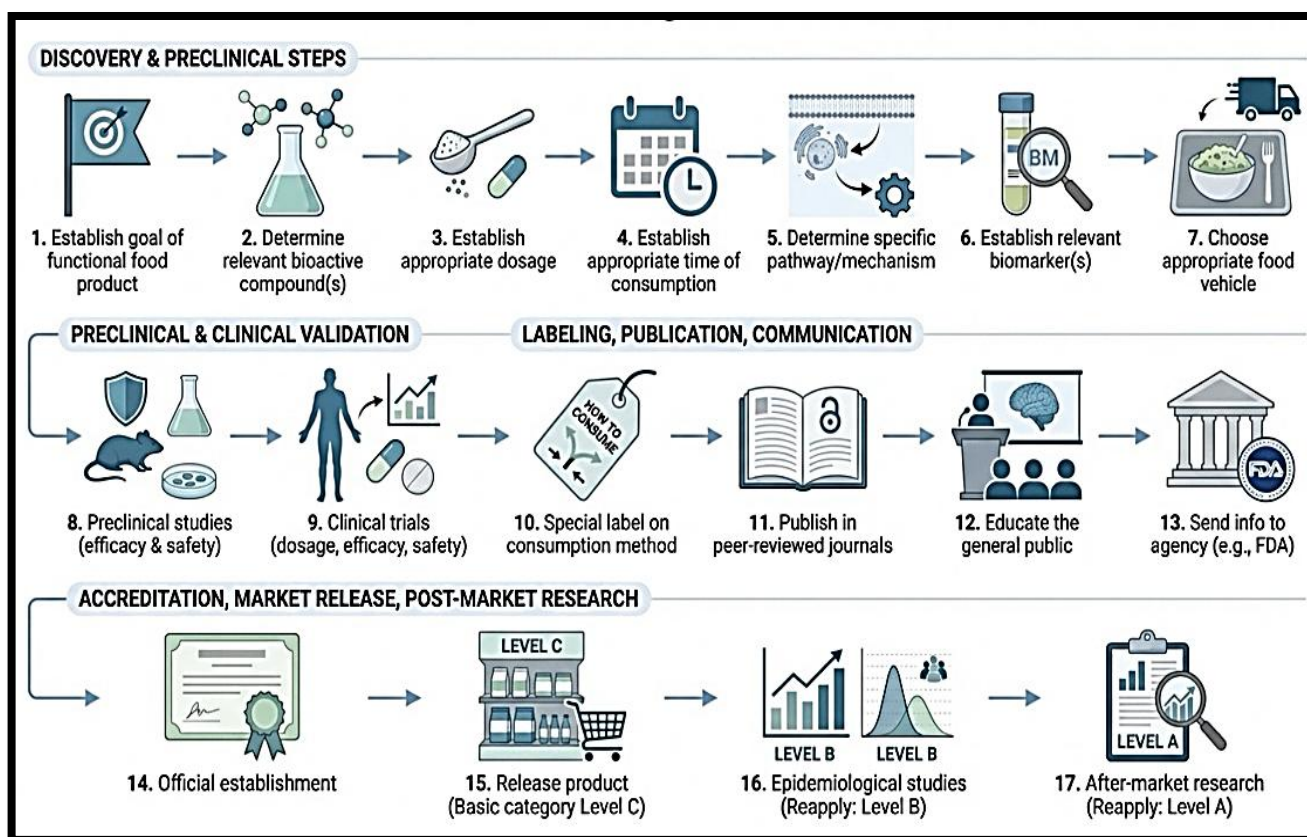 DISCOVERY & PRECLINICAL STEPS
BM
1. Establish goal of
functional food
product
2. Determine
relevant bioactive
compound(s)
3. Establish
appropriate dosage
4. Establish
appropriate time of
consumption
5. Determine specific
pathway/mechanism
6. Establish relevant
biomarker(s)
7. Choose
appropriate food
vehicle
PRECLINICAL & CLINICAL VALIDATION
LABELING, PUBLICATION, COMMUNICATION
HOW TO
CONSUME
FDA
8. Preclinical studies
(efficacy & safety)
9. Clinical trials
(dosage, efficacy, safety)
10. Special label on
consumption method
11. Publish in
peer-reviewed journals
12. Educate the
general public
13. Send info to
agency (e.g., FDA)
ACCREDITATION, MARKET RELEASE, POST-MARKET RESEARCH
LEVEL C
LEVEL B
LEVEL B
LEVEL A
14. Official establishment
15. Release product
(Basic category Level C)
16. Epidemiological studies
(Reapply: Level B)
17. After-market research
(Reapply: Level A)